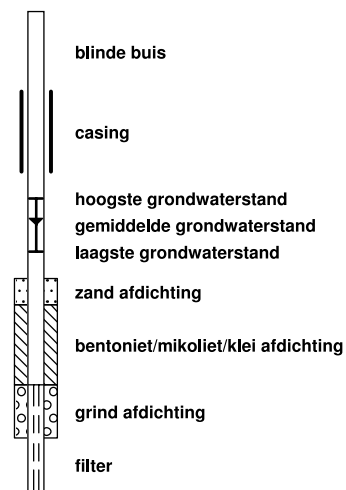 blinde buis
casing
hoogste grondwaterstand
gemiddelde grondwaterstand
laagste grondwaterstand
zand afdichting
bentoniet/mikoliet/klei afdichting
grind afdichting
filter